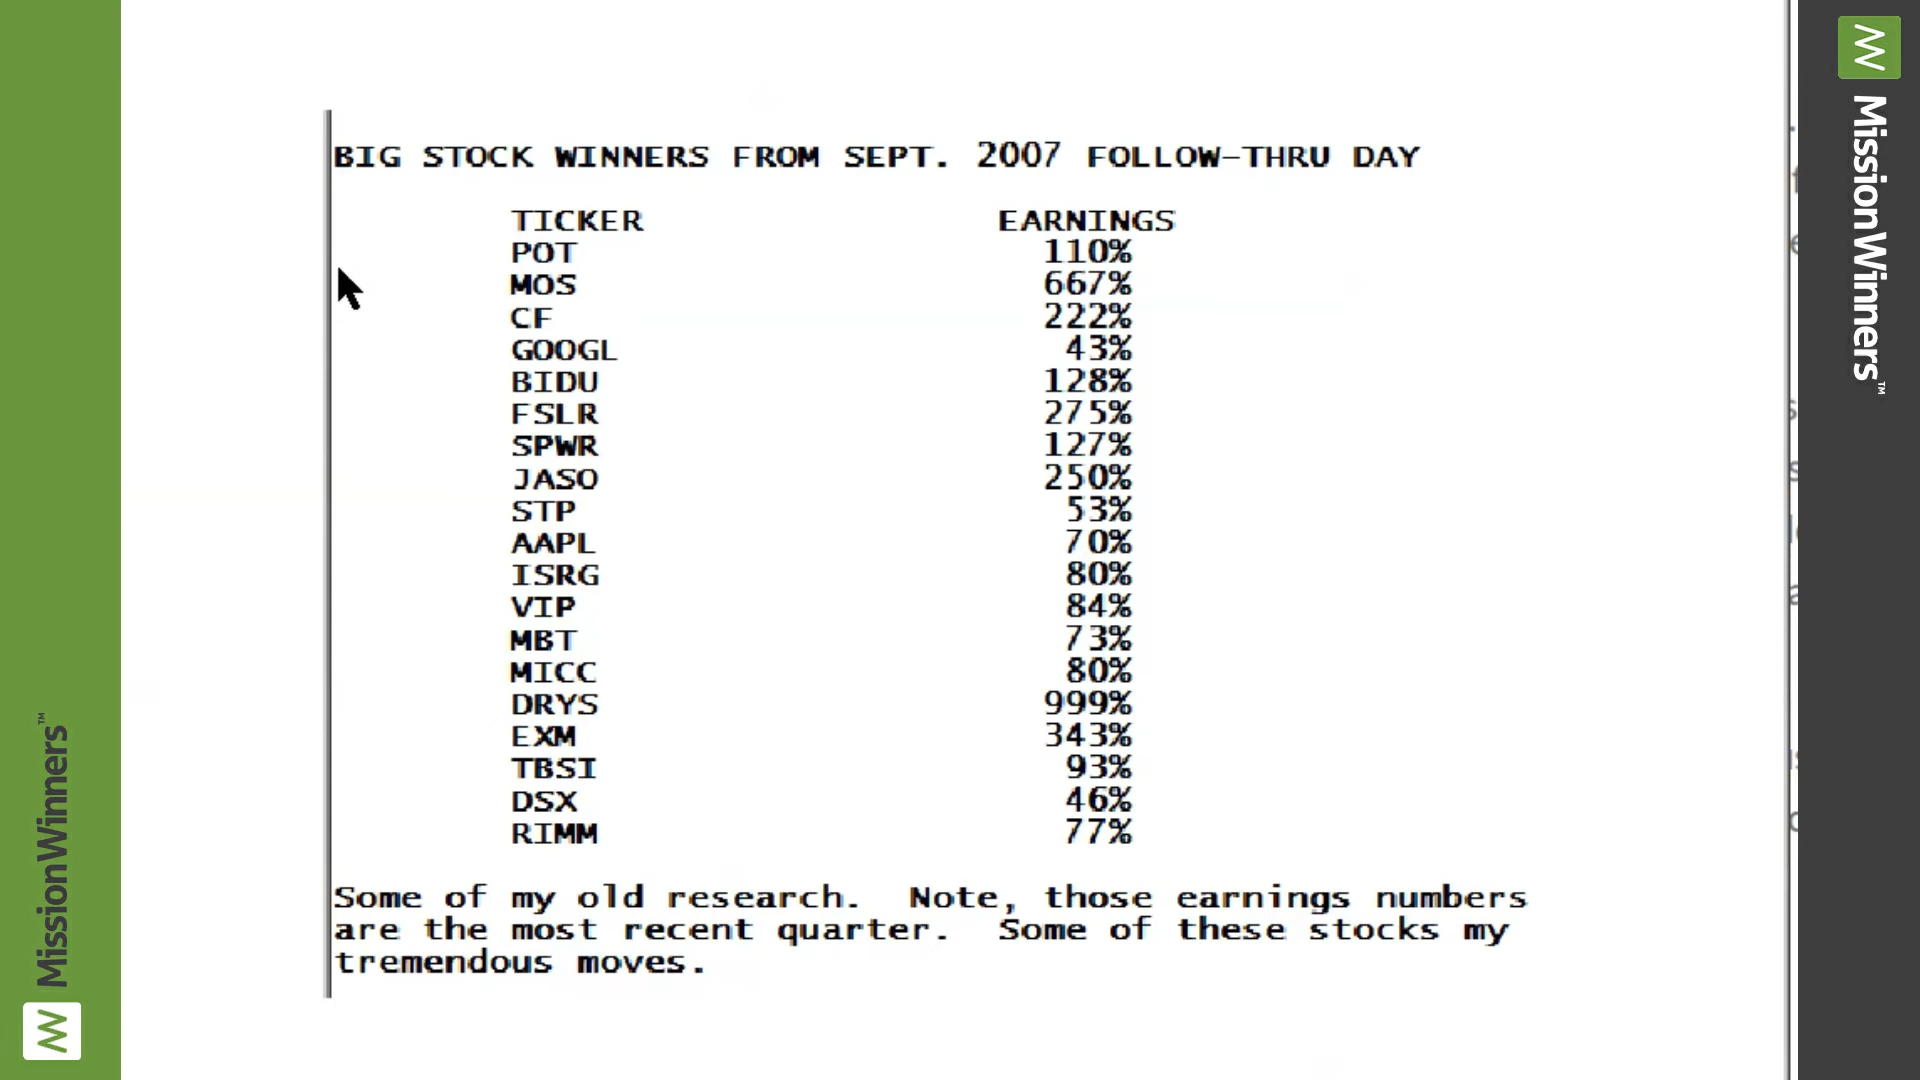 BIG STOCK WINNERS FROM SEPT. 2007 FOLLOW-THRU DAY
TICKER EARNINGS
POT 110%
MOS 667%
CF 222%
GOOGL 43%
BIDU 128%
FSLR 275%
SPWR 127%
JASO 250%
STP 53%
AAPL 70%
ISRG 80%
VIP 84%
MBT 73%
MICC 80%
DRYS 999%
EXM 343%
TBSI 93%
DSX 46%
RIMM 77%
Some of my old research. Note, those earnings numbers
are the most recent quarter. Some of these stocks my
tremendous moves.
MissionWinners™
MissionWinners™